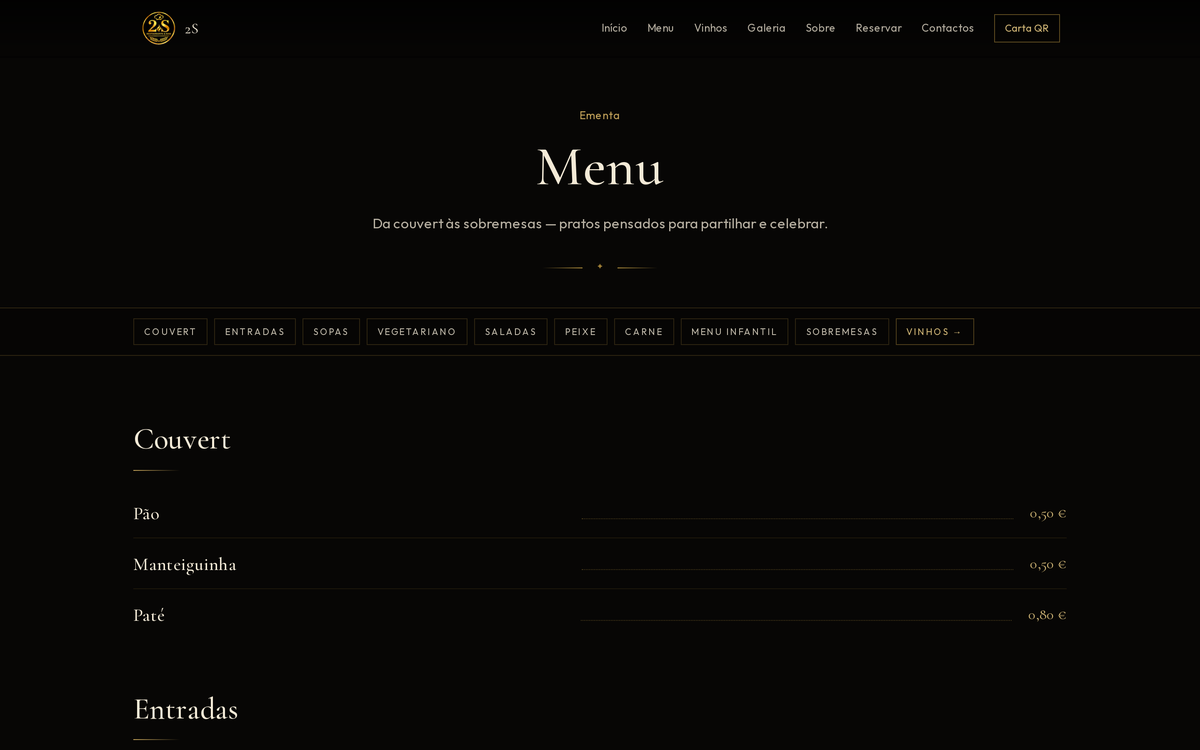 2S
2S
Início
Menu
Vinhos
Galeria
Sobre
Reservar
Contactos
Carta QR
Ementa
Menu
Da couvert às sobremesas — pratos pensados para partilhar e celebrar.
COUVERT
ENTRADAS
SOPAS
VEGETARIANO
SALADAS
PEIXE
CARNE
MENU INFANTIL
SOBREMESAS
VINHOS →
Couvert
Pão 0,50 €
Manteiguinha 0,50 €
Paté 0,80 €
Entradas